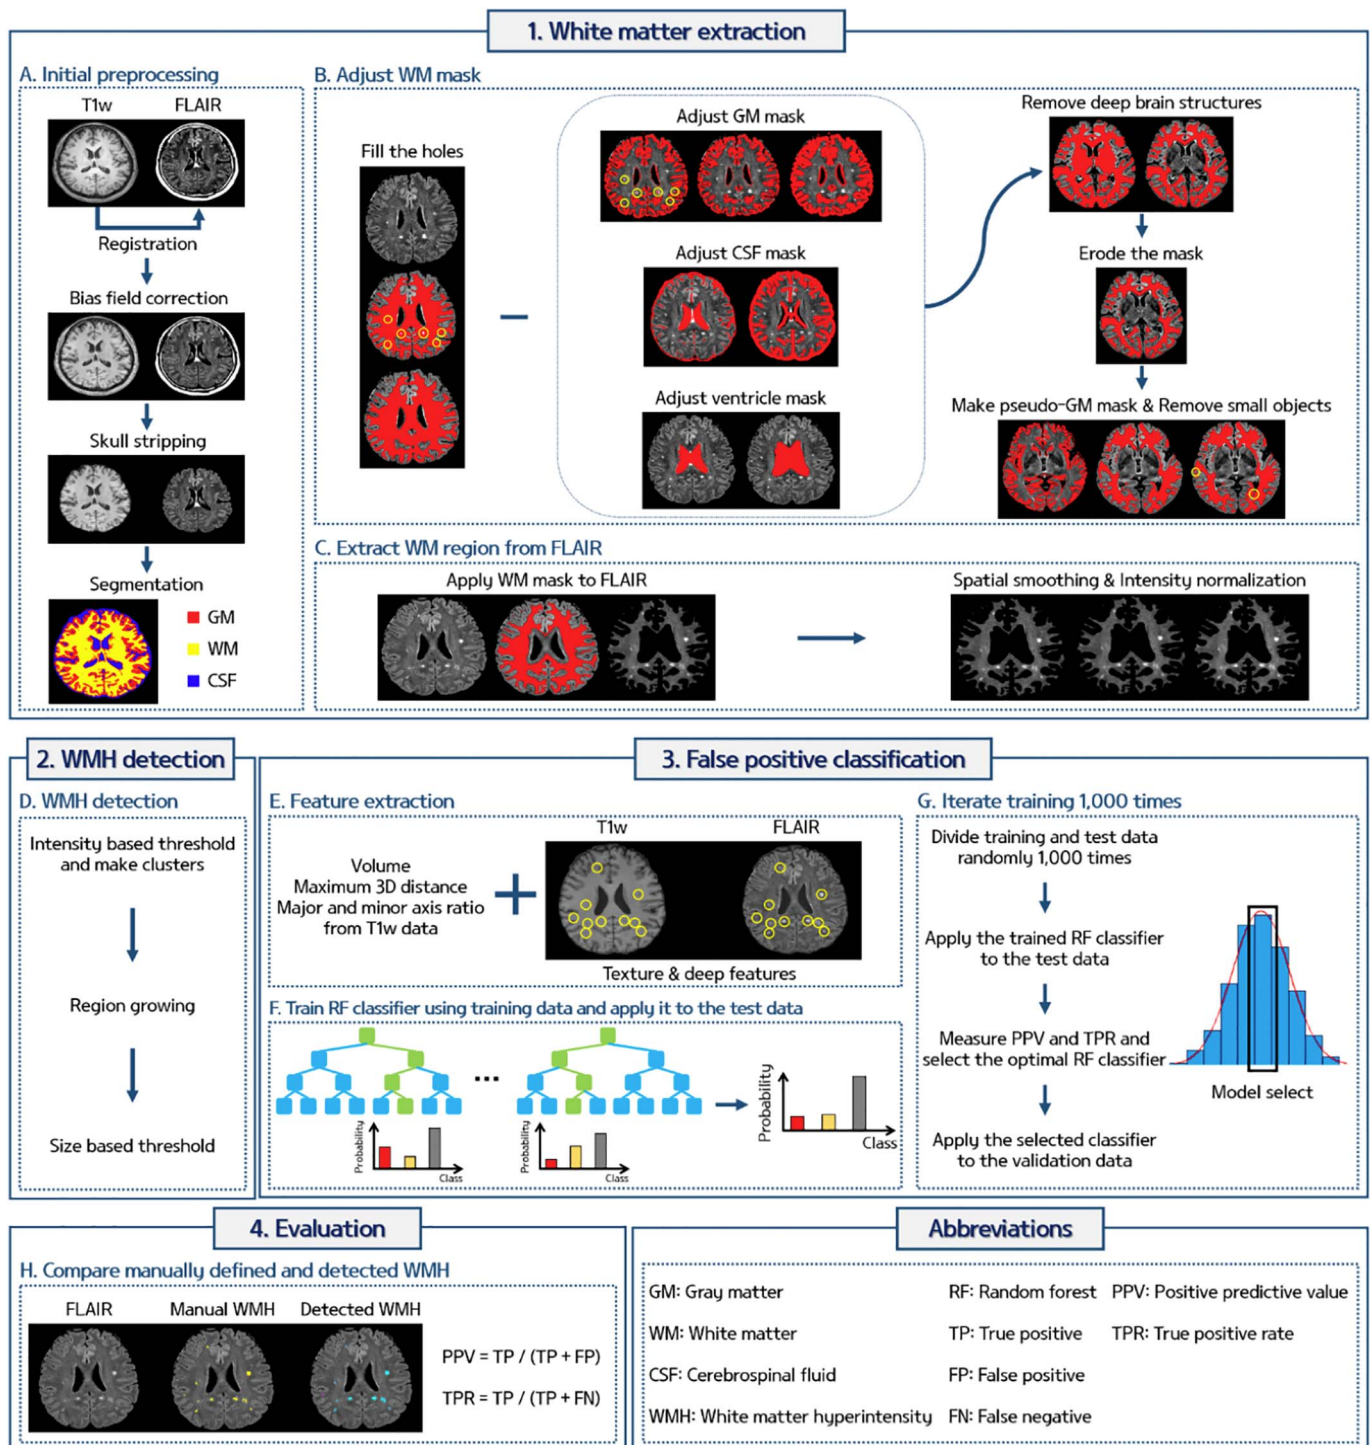 1. White matter extraction
A. Initial preprocessing
T1w
FLAIR
Registration
Bias field correction
Skull stripping
Segmentation
GM
WM
CSF
B. Adjust WM mask
Fill the holes
Adjust GM mask
Adjust CSF mask
Adjust ventricle mask
Remove deep brain structures
Erode the mask
Make pseudo-GM mask & Remove small objects
C. Extract WM region from FLAIR
Apply WM mask to FLAIR
Spatial smoothing & Intensity normalization
2. WMH detection
D. WMH detection
Intensity based threshold
and make clusters
Region growing
Size based threshold
3. False positive classification
E. Feature extraction
Volume
Maximum 3D distance
Major and minor axis ratio
from T1w data
T1w
FLAIR
Texture & deep features
F. Train RF classifier using training data and apply it to the test data
...
Probability
Class
Probability
Class
Probability
Class
G. Iterate training 1,000 times
Divide training and test data
randomly 1,000 times
Apply the trained RF classifier
to the test data
Measure PPV and TPR and
select the optimal RF classifier
Apply the selected classifier
to the validation data
Model select
4. Evaluation
H. Compare manually defined and detected WMH
FLAIR
Manual WMH
Detected WMH
PPV = TP / (TP + FP)
TPR = TP / (TP + FN)
Abbreviations
GM: Gray matter
WM: White matter
CSF: Cerebrospinal fluid
WMH: White matter hyperintensity
RF: Random forest
TP: True positive
FP: False positive
FN: False negative
PPV: Positive predictive value
TPR: True positive rate